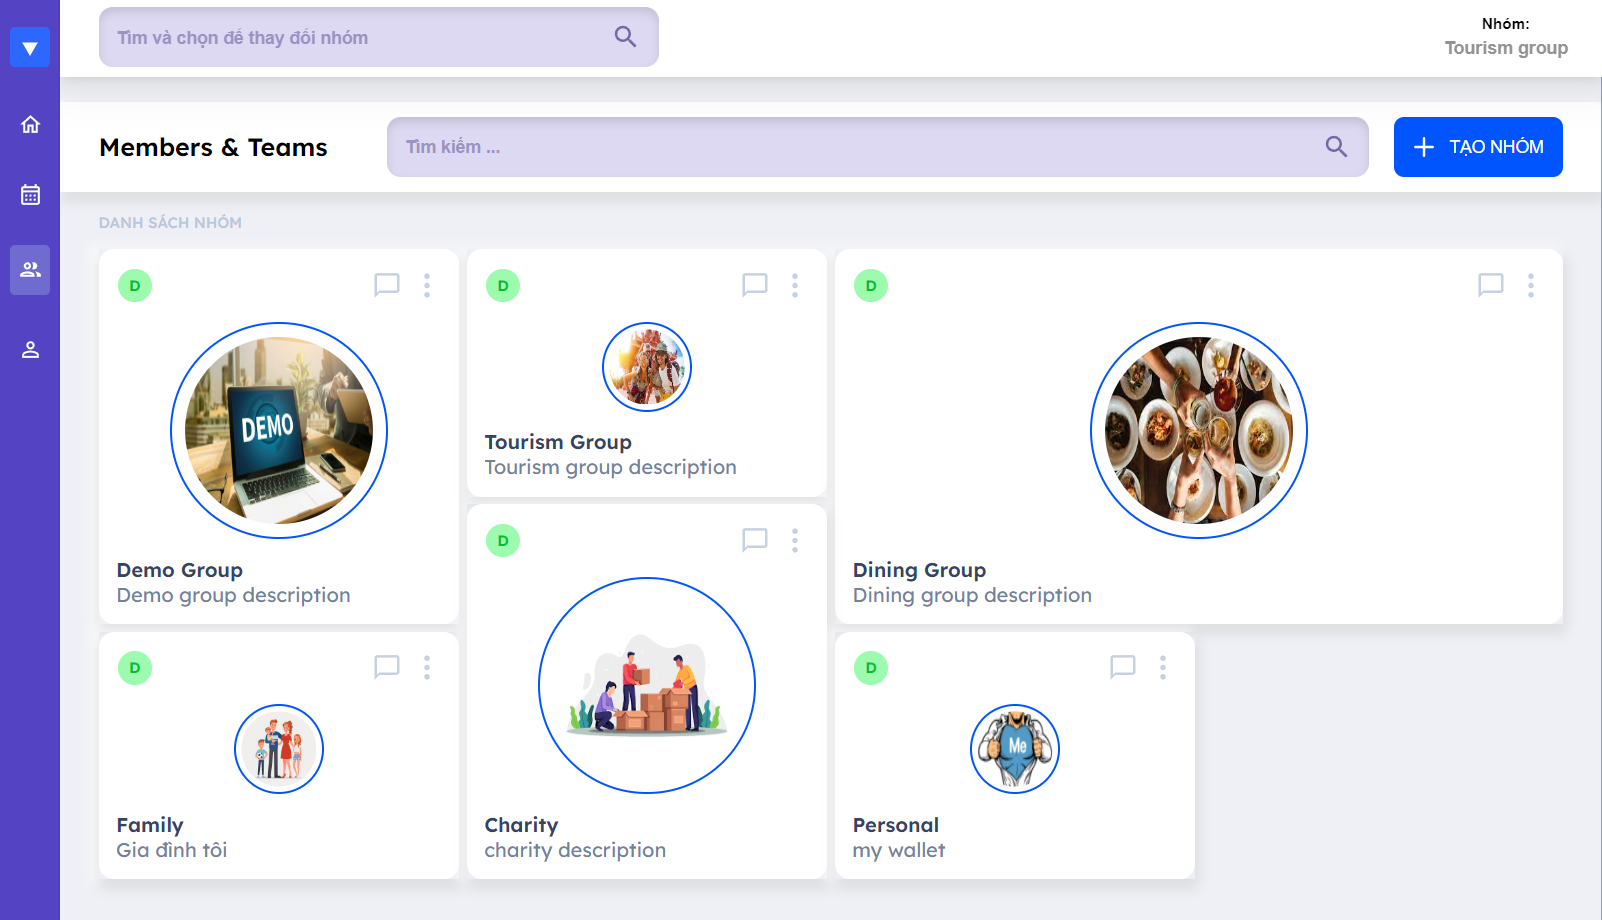 Tìm và chọn để thay đổi nhóm
Nhóm:
Tourism group
Members & Teams
Tìm kiếm ...
TẠO NHÓM
DANH SÁCH NHÓM
D
DEMO
Demo Group
Demo group description
D
Tourism Group
Tourism group description
D
Dining Group
Dining group description
D
Family
Gia đình tôi
D
Charity
charity description
D
Me
Personal
my wallet